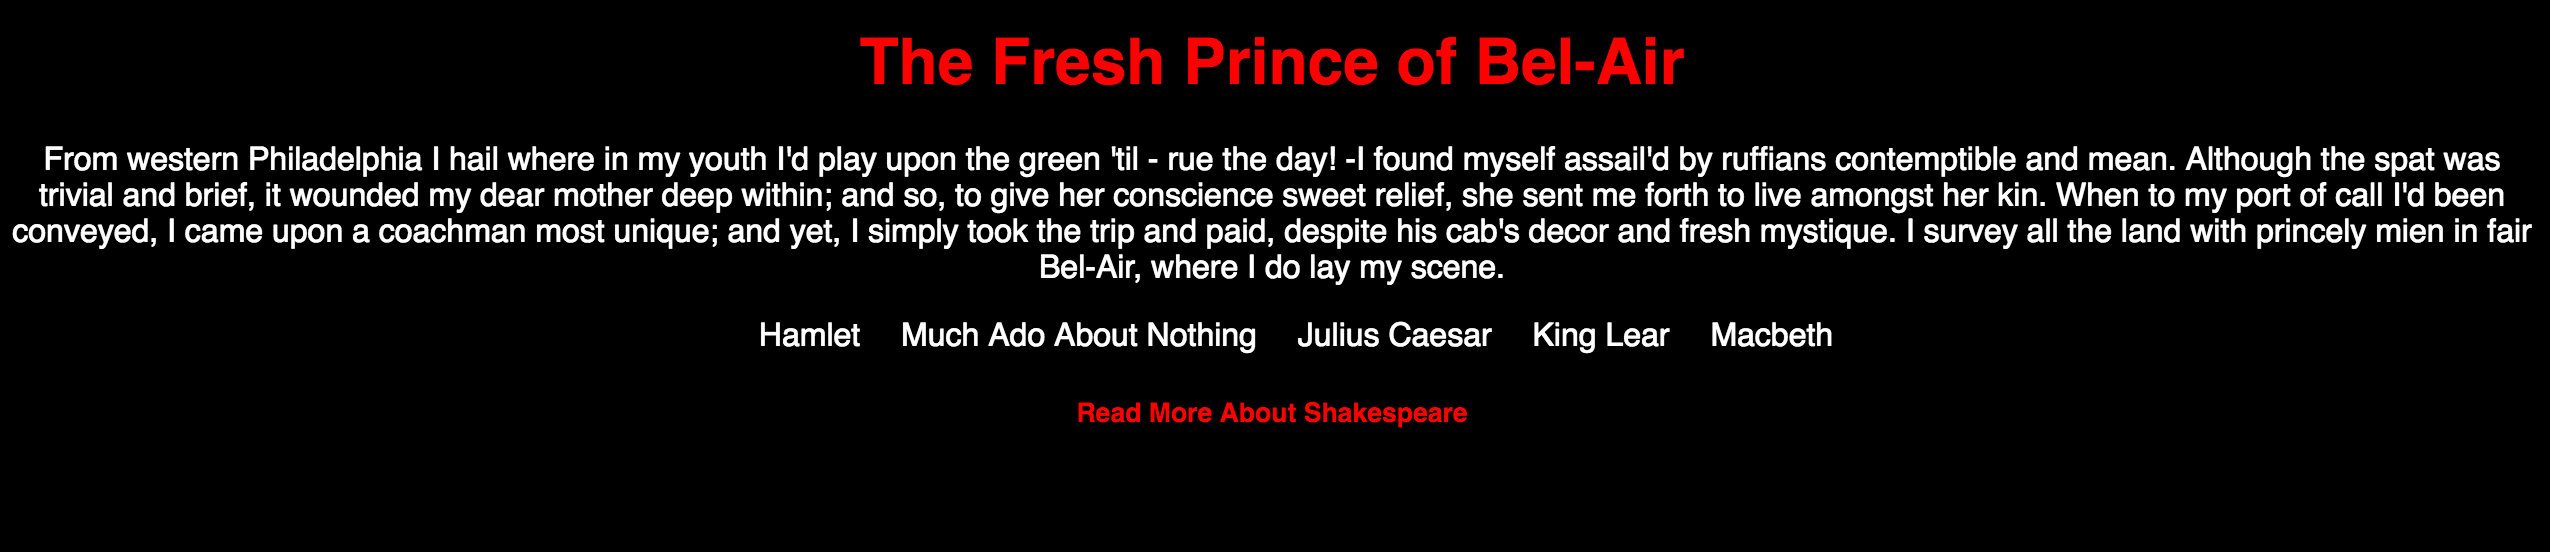 The Fresh Prince of Bel-Air
From western Philadelphia I hail where in my youth I'd play upon the green 'til - rue the day! -I found myself assail'd by ruffians contemptible and mean. Although the spat was
trivial and brief, it wounded my dear mother deep within; and so, to give her conscience sweet relief, she sent me forth to live amongst her kin. When to my port of call I'd been
conveyed, I came upon a coachman most unique; and yet, I simply took the trip and paid, despite his cab's decor and fresh mystique. I survey all the land with princely mien in fair
Bel-Air, where I do lay my scene.
Hamlet Much Ado About Nothing Julius Caesar King Lear Macbeth
Read More About Shakespeare